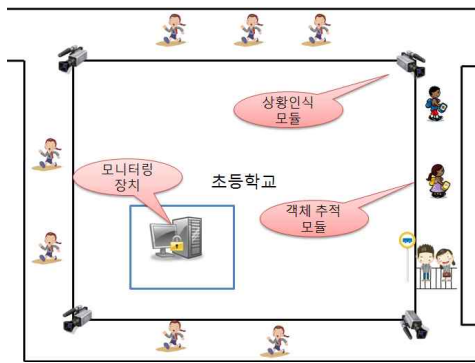 상황인식
모듈
모니터링
장치
초등학교
객체 추적
모듈